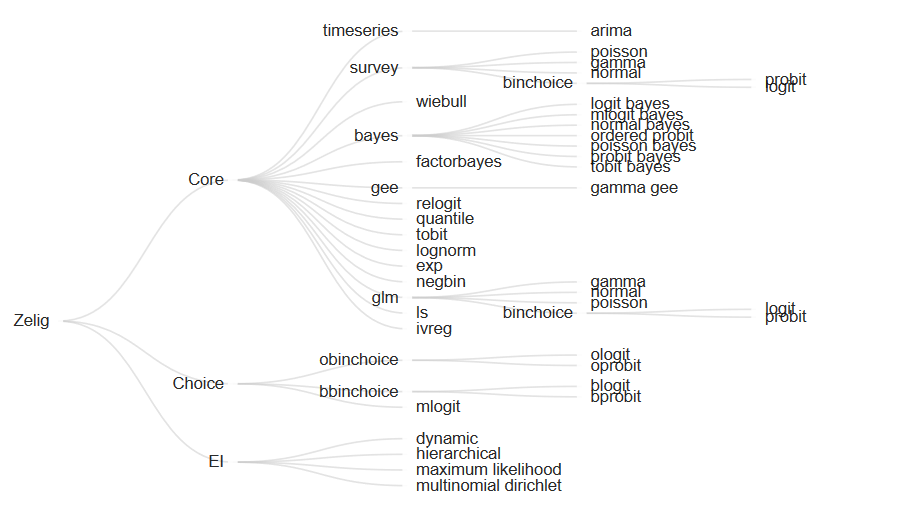 Zelig
Core
timeseries
arima
survey
poisson
gamma
normal
binchoice
probit
logit
wiebull
bayes
logit bayes
mlogit bayes
normal bayes
ordered probit
poisson bayes
probit bayes
tobit bayes
factorbayes
gee
gamma gee
relogit
quantile
tobit
lognorm
exp
negbin
glm
gamma
normal
poisson
binchoice
logit
probit
ls
ivreg
Choice
obinchoice
ologit
oprobit
bbinchoice
blogit
bprobit
mlogit
EI
dynamic
hierarchical
maximum likelihood
multinomial dirichlet